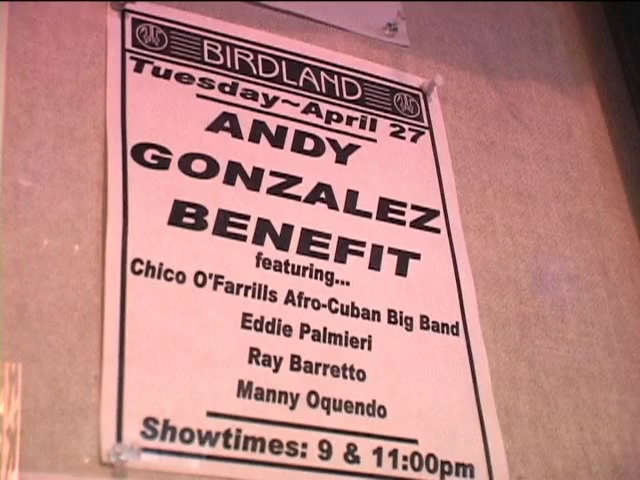 BIRDLAND
Tuesday~April 27
ANDY
GONZALEZ
BENEFIT
featuring...
Chico O'Farrills Afro-Cuban Big Band
Eddie Palmieri
Ray Barretto
Manny Oquendo
Showtimes: 9 & 11:00pm